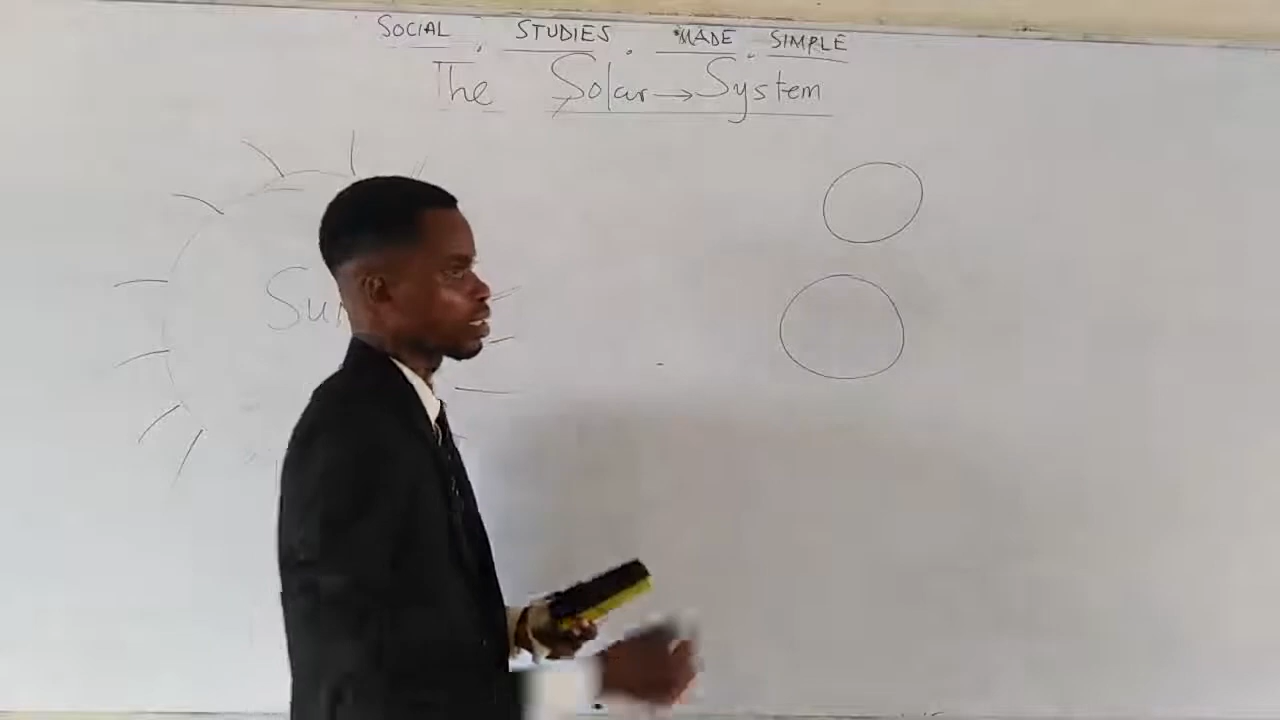 SOCIAL . STUDIES . MADE . SIMPLE
The Solar → System